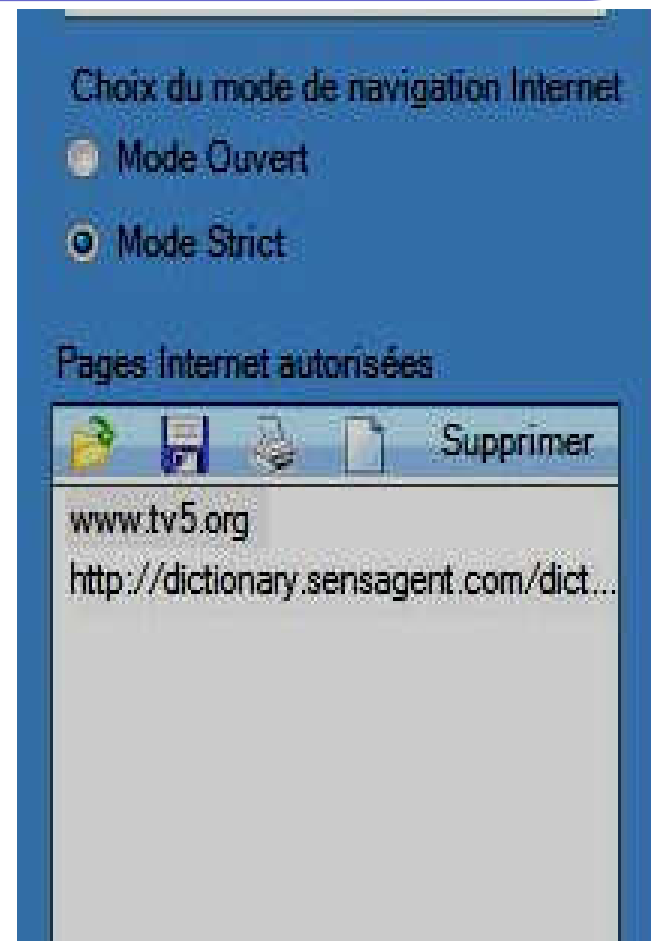 Choix du mode de navigation Internet
Mode Ouvert
Mode Strict
Pages Internet autorisées
Supprimer
www.tv5.org
http://dictionary.sensagent.com/dict...